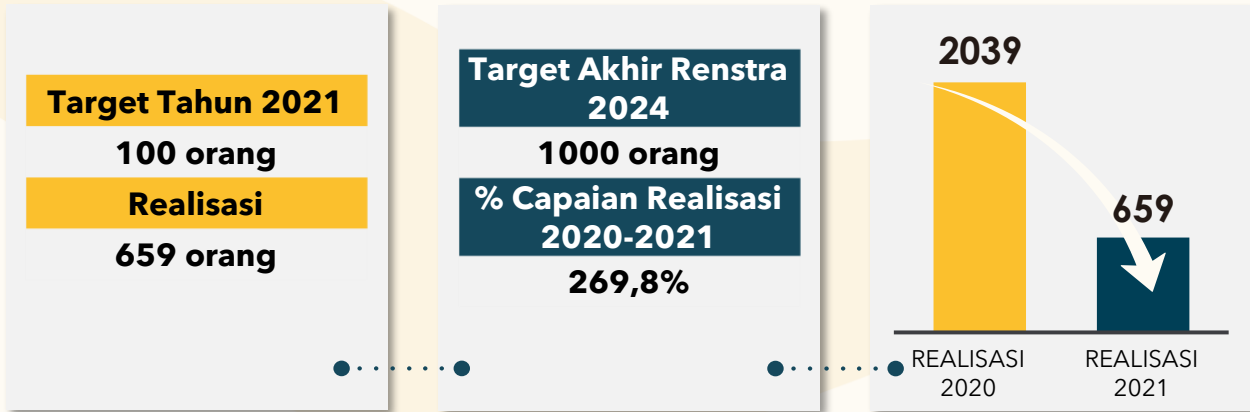 Target Tahun 2021
100 orang
Realisasi
659 orang
Target Akhir Renstra
2024
1000 orang
% Capaian Realisasi
2020-2021
269,8%
2039
659
REALISASI
2020
REALISASI
2021